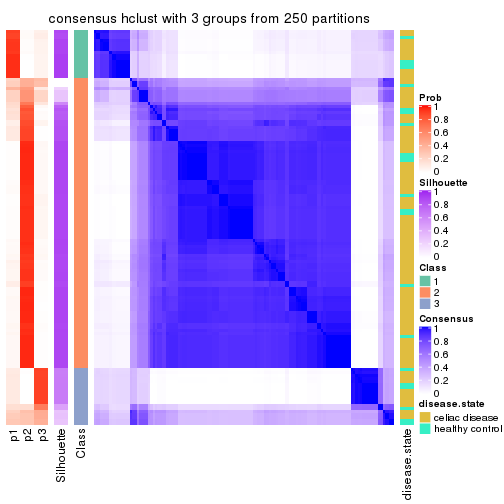 consensus hclust with 3 groups from 250 partitions
Prob
1
0.8
0.6
0.4
0.2
0
Silhouette
1
0.8
0.6
0.4
0.2
0
Class
1
2
3
Consensus
1
0.8
0.6
0.4
0.2
0
disease.state
celiac disease
healthy control
p1
p2
p3
Silhouette
Class
disease.state